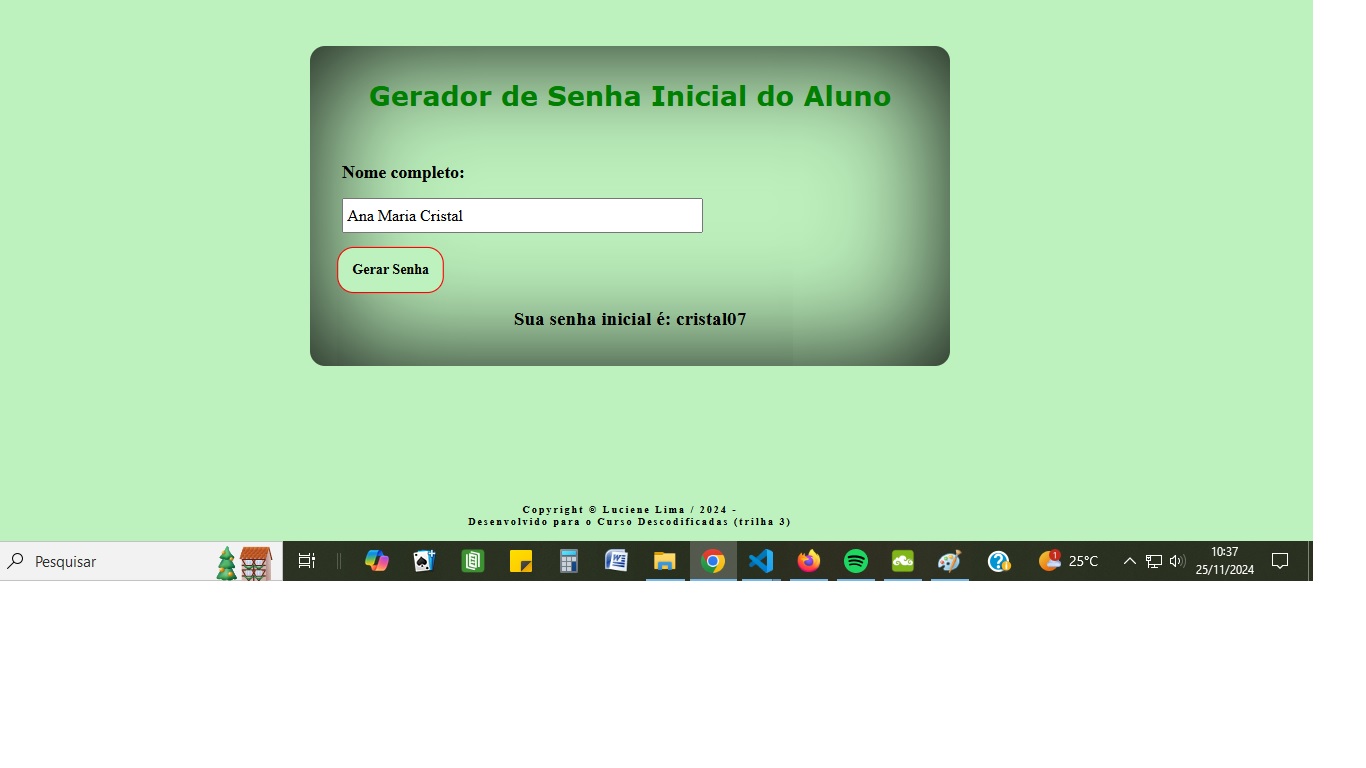 Gerador de Senha Inicial do Aluno
Nome completo:
Ana Maria Cristal
Gerar Senha
Sua senha inicial é: cristal07
Copyright © Luciene Lima / 2024 -
Desenvolvido para o Curso Descodificadas (trilha 3)
Pesquisar
1
25°C
10:37
25/11/2024